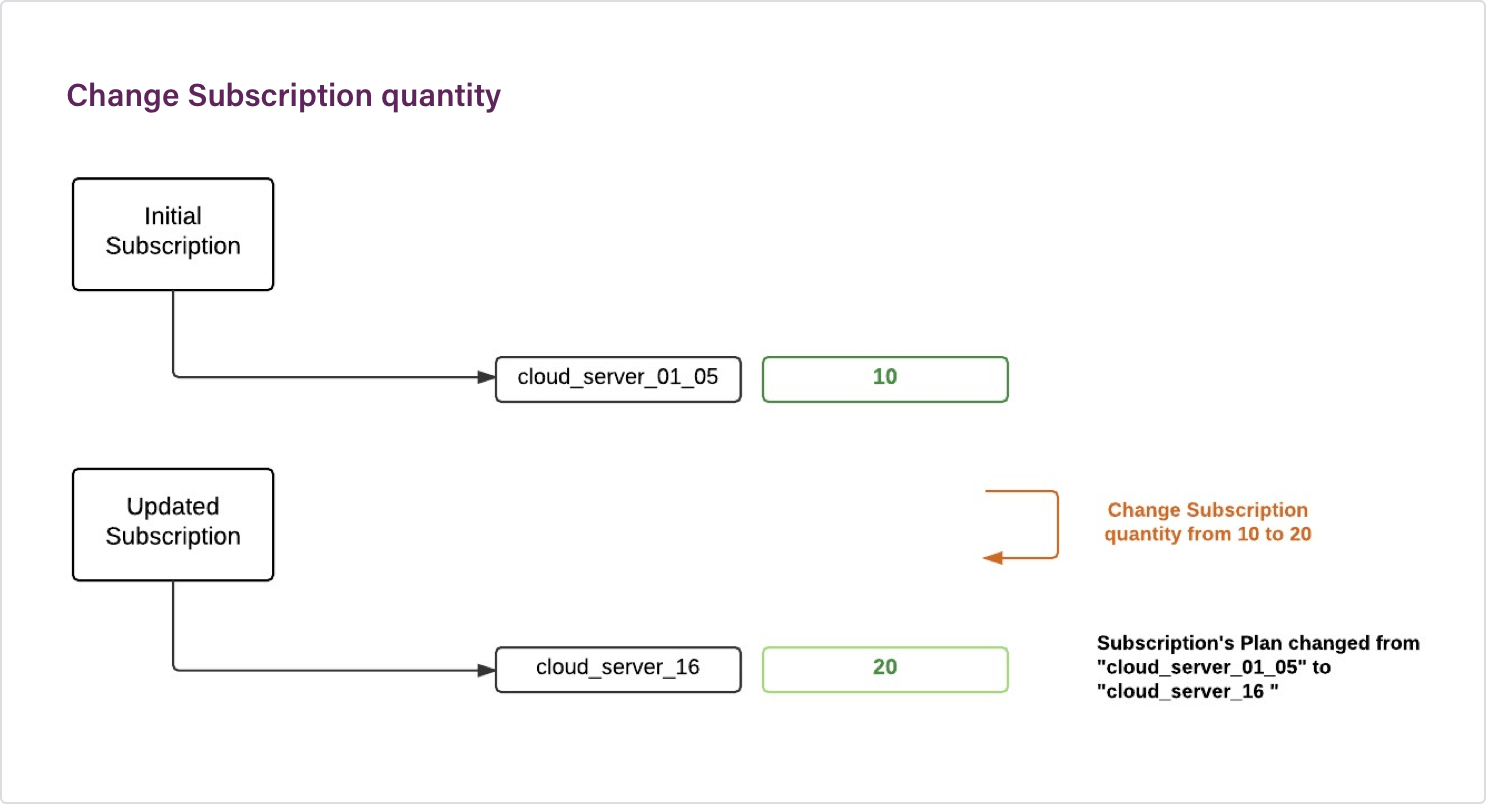 Change Subscription quantity
Initial
Subscription
cloud_server_01_05
10
Updated
Subscription
Change Subscription
quantity from 10 to 20
cloud_server_16
20
Subscription's Plan changed from
"cloud_server_01_05" to
"cloud_server_16 "